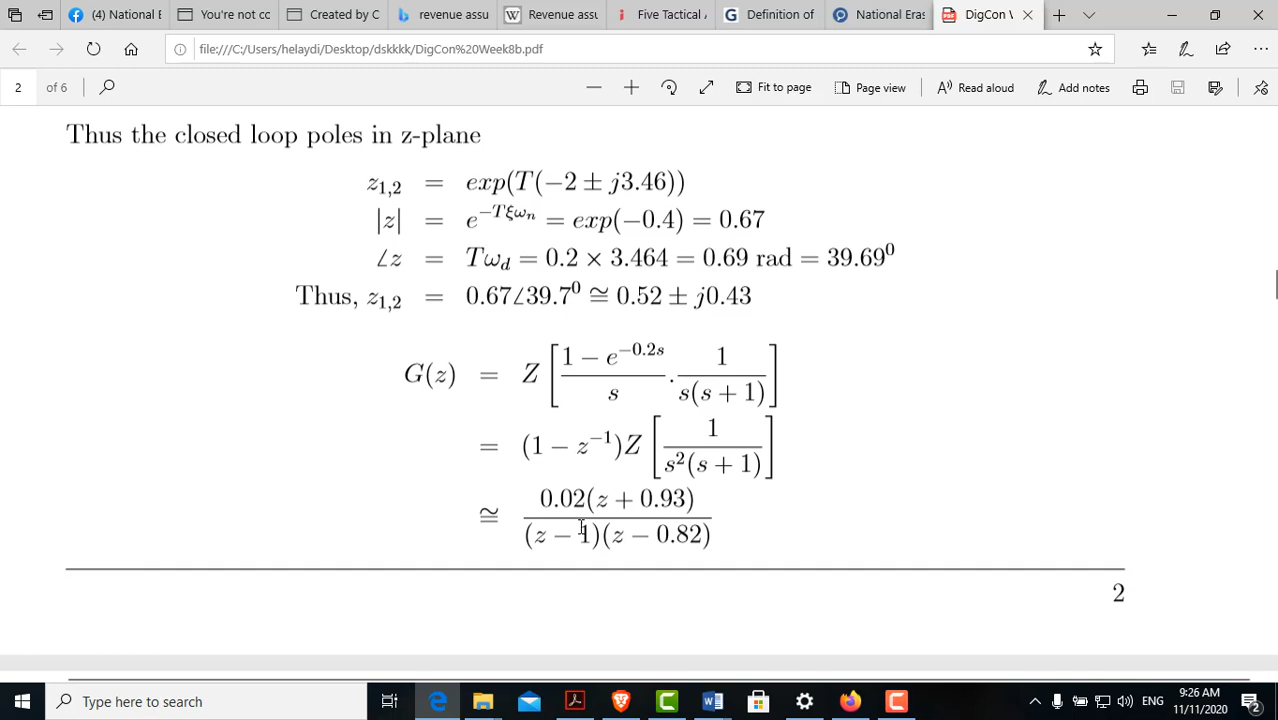 (4) National E
You're not cc
Created by C
revenue assu
Revenue assu
Five Tactical A
Definition of
National Eras
DigCon W
file:///C:/Users/helaydi/Desktop/dskkkk/DigCon%20Week8b.pdf
2 of 6
Fit to page
Page view
Read aloud
Add notes
Thus the closed loop poles in z-plane
z₁,₂ = exp(T(−2 ± j3.46))
|z| = e^{−Tξωₙ} = exp(−0.4) = 0.67
∠z = Tω_d = 0.2 × 3.464 = 0.69 rad = 39.69⁰
Thus, z₁,₂ = 0.67∠39.7⁰ ≅ 0.52 ± j0.43
G(z) = Z [ (1 − e^{−0.2s})/s . 1/(s(s + 1)) ]
= (1 − z⁻¹)Z [ 1/(s²(s + 1)) ]
≅ 0.02(z + 0.93)/((z − 1)(z − 0.82))
2
Type here to search
ENG
9:26 AM
11/11/2020
2